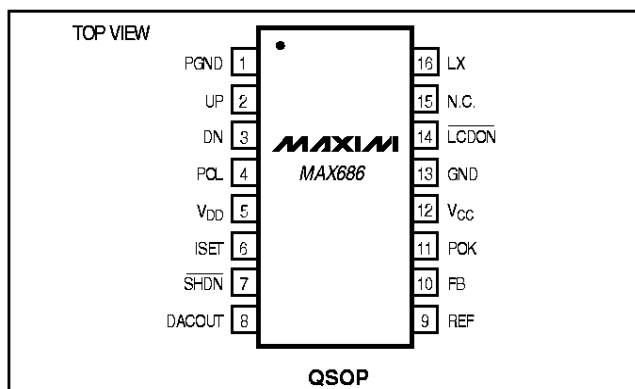 TOP VIEW
PGND 1
UP 2
DN 3
POL 4
VDD 5
ISET 6
SHDN 7
DACOUT 8
MAXIM
MAX686
16 LX
15 N.C.
14 LCDON
13 GND
12 VCC
11 POK
10 FB
9 REF
QSOP